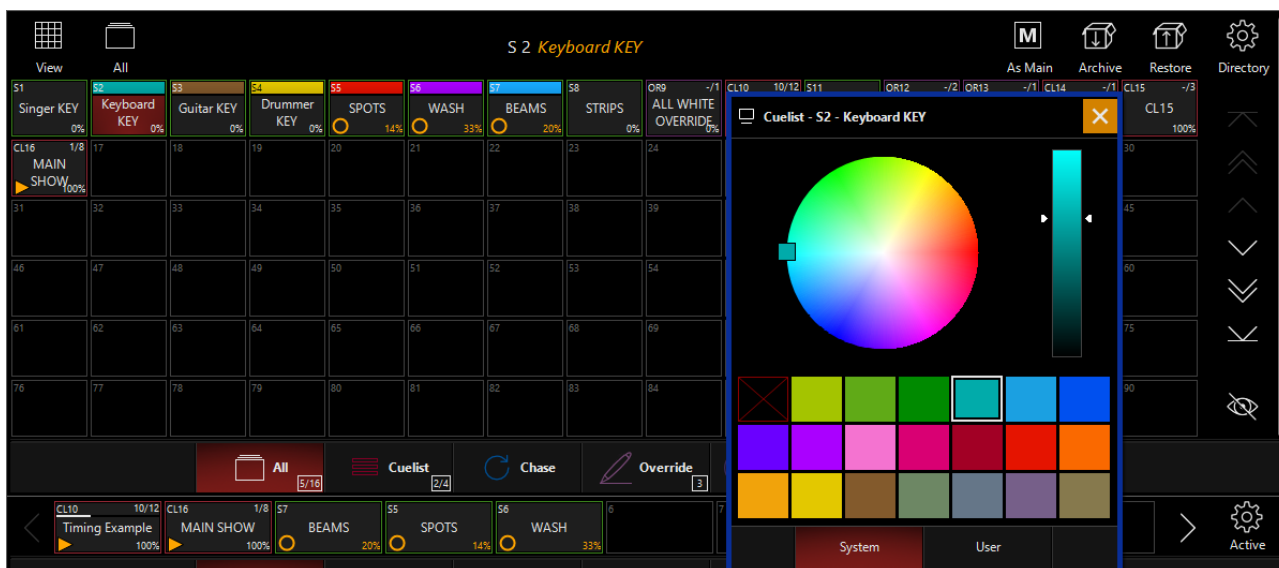 S 2 Keyboard KEY
View
All
As Main
Archive
Restore
Directory
S1
Singer KEY
0%
S2
Keyboard
KEY
0%
S3
Guitar KEY
0%
S4
Drummer
KEY
0%
S5
SPOTS
14%
S6
WASH
33%
S7
BEAMS
20%
S8
STRIPS
0%
OR9 -/1
ALL WHITE
OVERRIDE
0%
CL10 10/12
S11
OR12 -/2
OR13 -/1
CL14 -/1
CL15 -/3
CL15
100%
Cuelist - S2 - Keyboard KEY
CL16 1/8
MAIN
SHOW
100%
17
18
19
20
21
22
23
24
30
31
32
33
34
35
36
37
38
39
45
46
47
48
49
50
51
52
53
54
60
61
62
63
64
65
66
67
68
69
75
76
77
78
79
80
81
82
83
84
90
All
5/16
Cuelist
2/4
Chase
Override
3
CL10 10/12
Timing Example
100%
CL16 1/8
MAIN SHOW
100%
S7
BEAMS
20%
S5
SPOTS
14%
S6
WASH
33%
6
7
System
User
Active